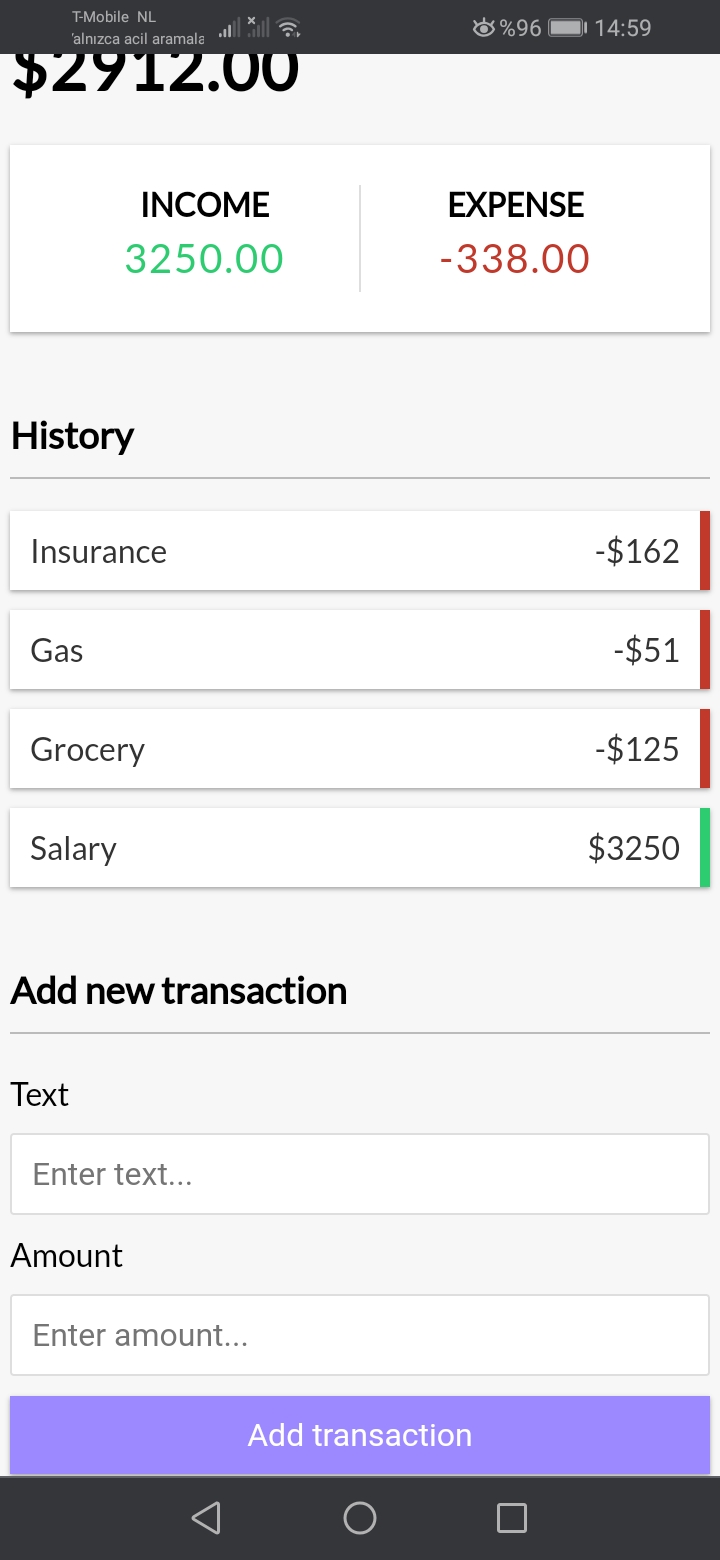 T-Mobile NL
alnızca acil aramala
%96
14:59
$2912.00
INCOME
EXPENSE
3250.00
-338.00
History
Insurance
-$162
Gas
-$51
Grocery
-$125
Salary
$3250
Add new transaction
Text
Enter text...
Amount
Enter amount...
Add transaction